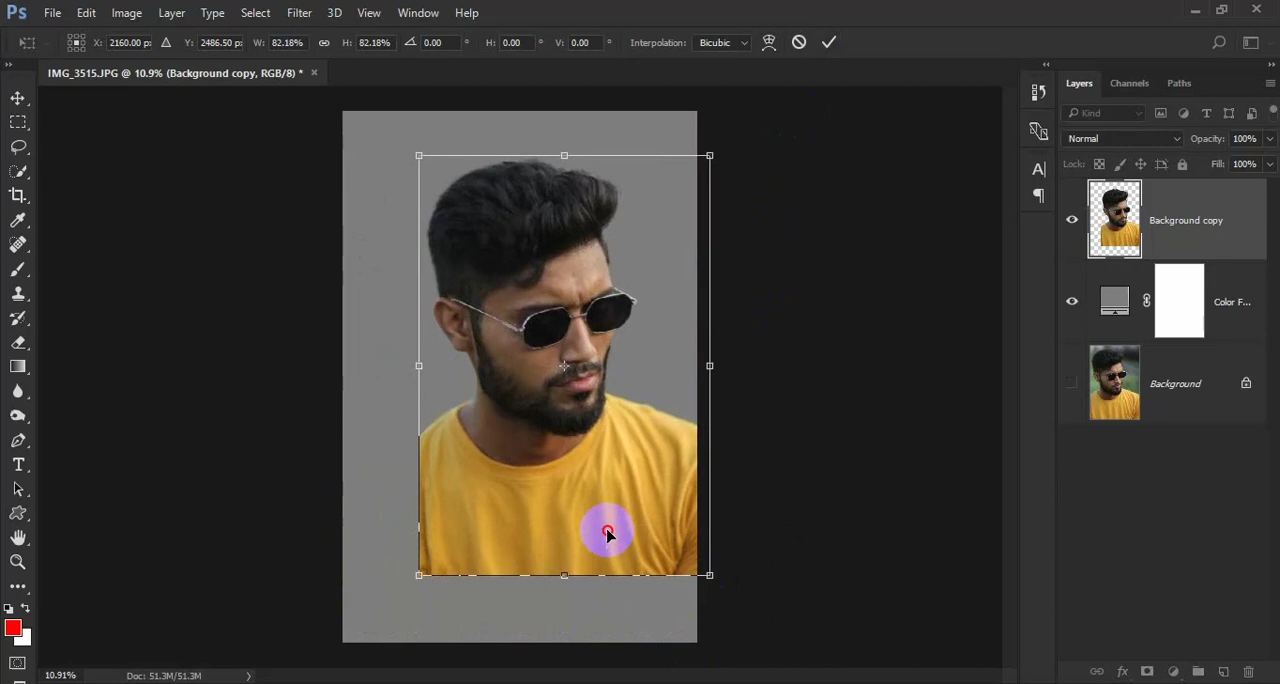 Ps File Edit Image Layer Type Select Filter 3D View Window Help
X: 2160.00 px Y: 2486.50 px W: 82.18% H: 82.18% 0.00 ° H: 0.00 ° V: 0.00 ° Interpolation: Bicubic
IMG_3515.JPG @ 10.9% (Background copy, RGB/8) * ×
Layers Channels Paths
Kind
Normal Opacity: 100%
Lock: Fill: 100%
Background copy
Color F...
Background
10.91% Doc: 51.3M/51.3M